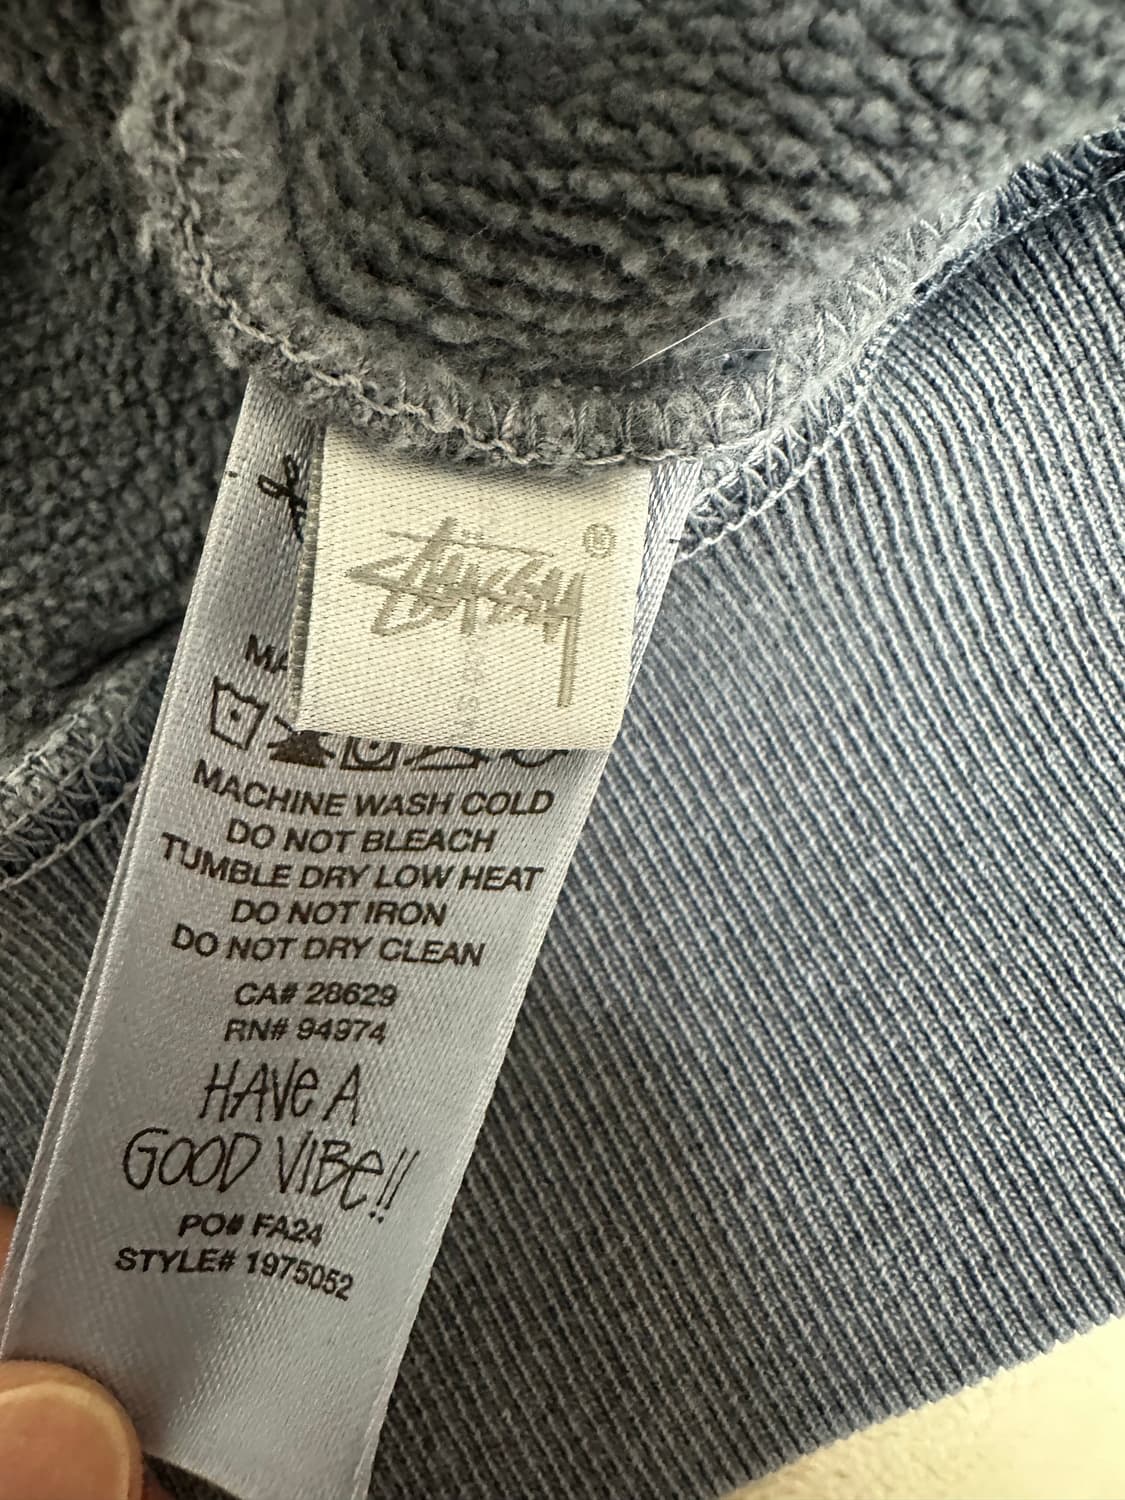 STÜSSY ®
MACHINE WASH COLD
DO NOT BLEACH
TUMBLE DRY LOW HEAT
DO NOT IRON
DO NOT DRY CLEAN
CA# 28629
RN# 94974
HAVe A
GOOD VIBe!!
PO# FA24
STYLE# 1975052